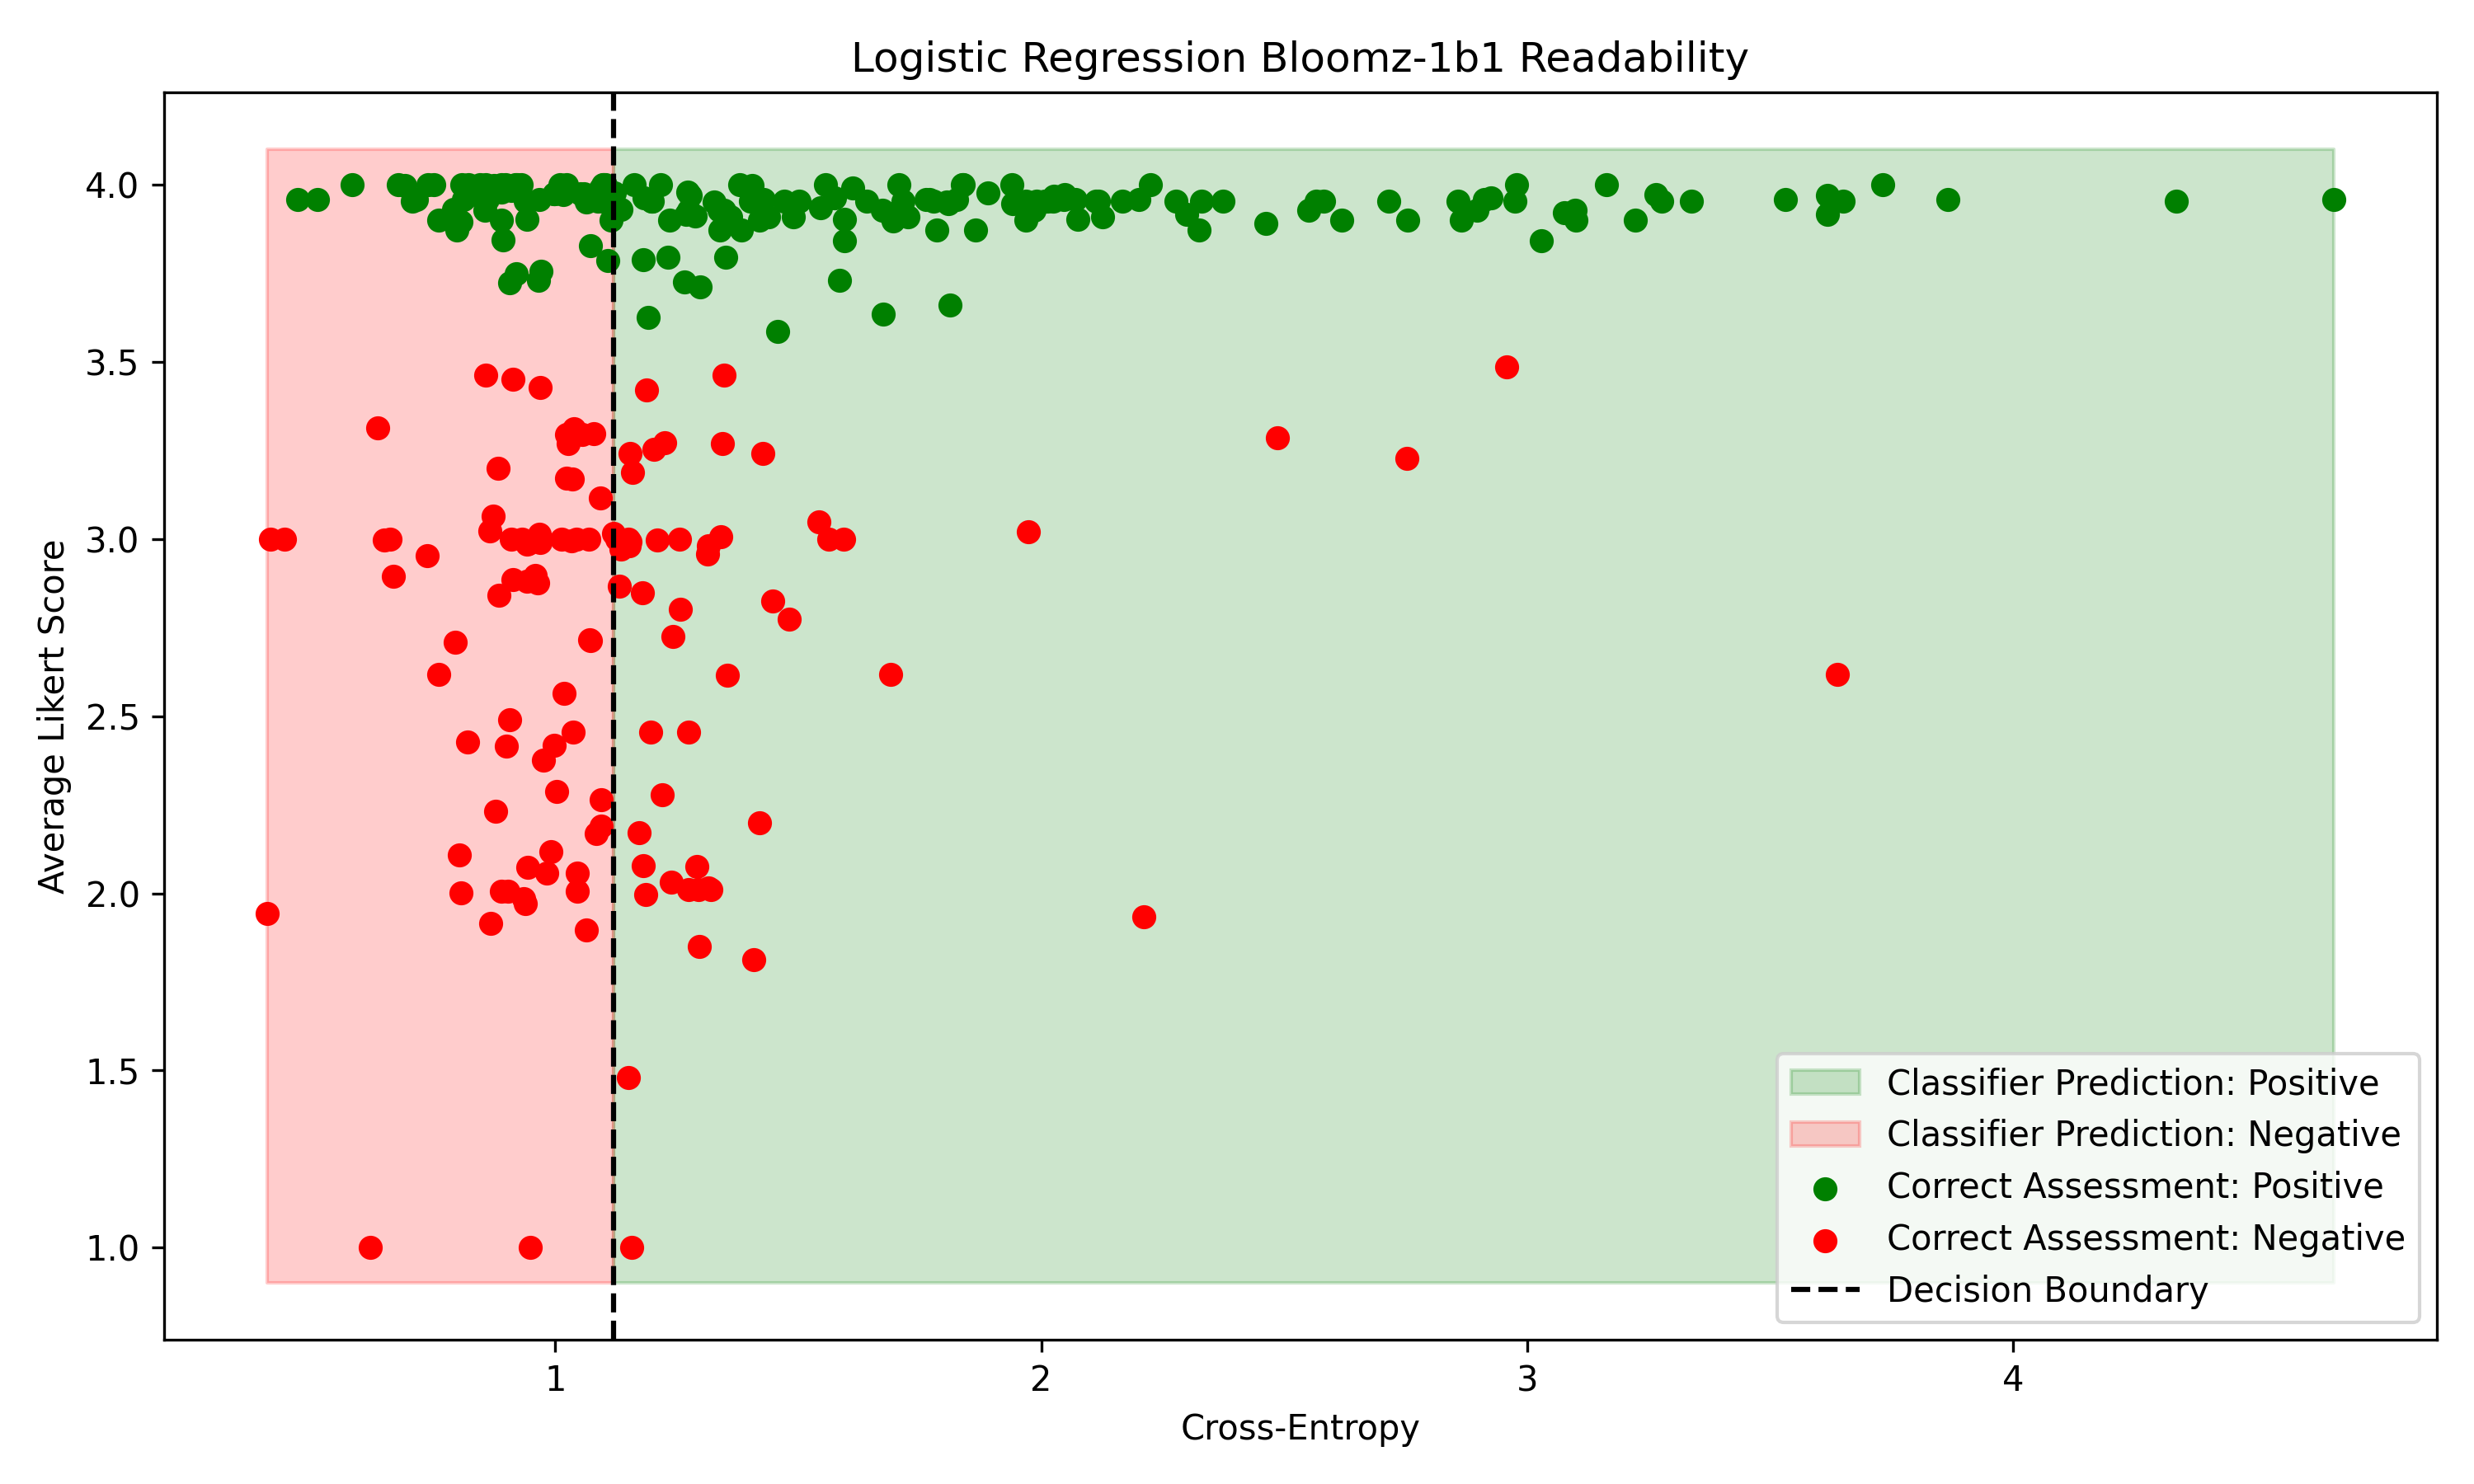 Logistic Regression Bloomz-1b1 Readability
Average Likert Score
4.0
3.5
3.0
2.5
2.0
1.5
1.0
Classifier Prediction: Positive
Classifier Prediction: Negative
Correct Assessment: Positive
Correct Assessment: Negative
Decision Boundary
1
2
3
4
Cross-Entropy